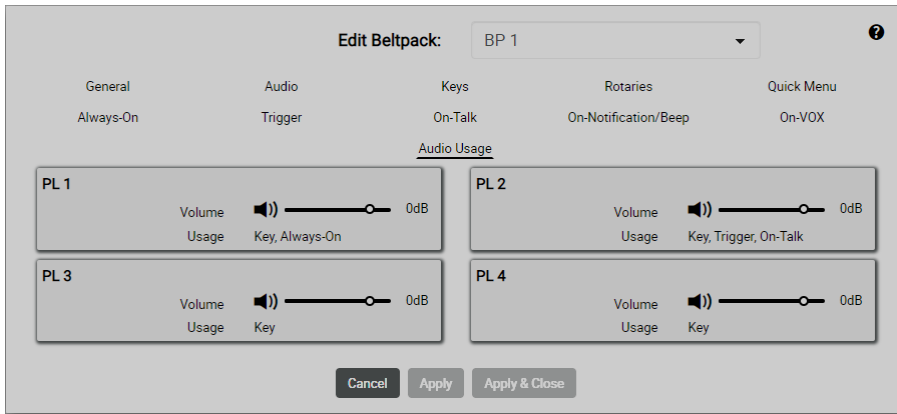 Edit Beltpack: BP 1 ?
General Audio Keys Rotaries Quick Menu
Always-On Trigger On-Talk On-Notification/Beep On-VOX
Audio Usage
PL 1
Volume 0dB
Usage Key, Always-On
PL 2
Volume 0dB
Usage Key, Trigger, On-Talk
PL 3
Volume 0dB
Usage Key
PL 4
Volume 0dB
Usage Key
Cancel Apply Apply & Close